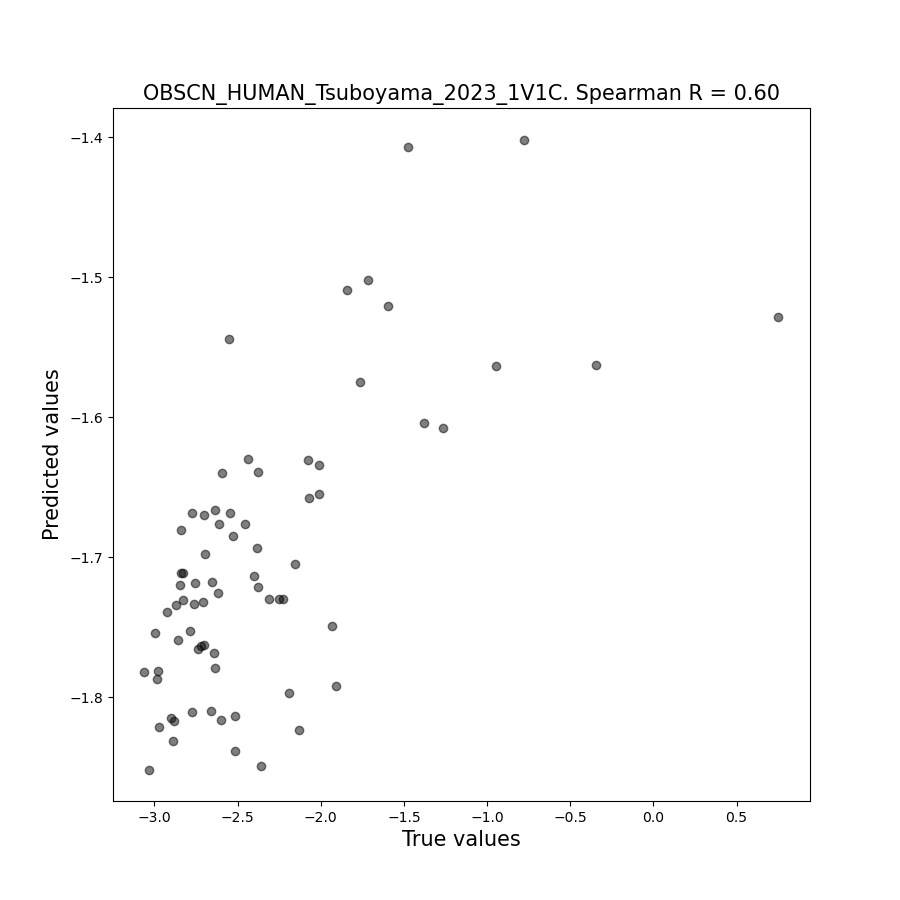 OBSCN_HUMAN_Tsuboyama_2023_1V1C. Spearman R = 0.60
−1.4
−1.5
−1.6
−1.7
−1.8
Predicted values
−3.0 −2.5 −2.0 −1.5 −1.0 −0.5 0.0 0.5
True values